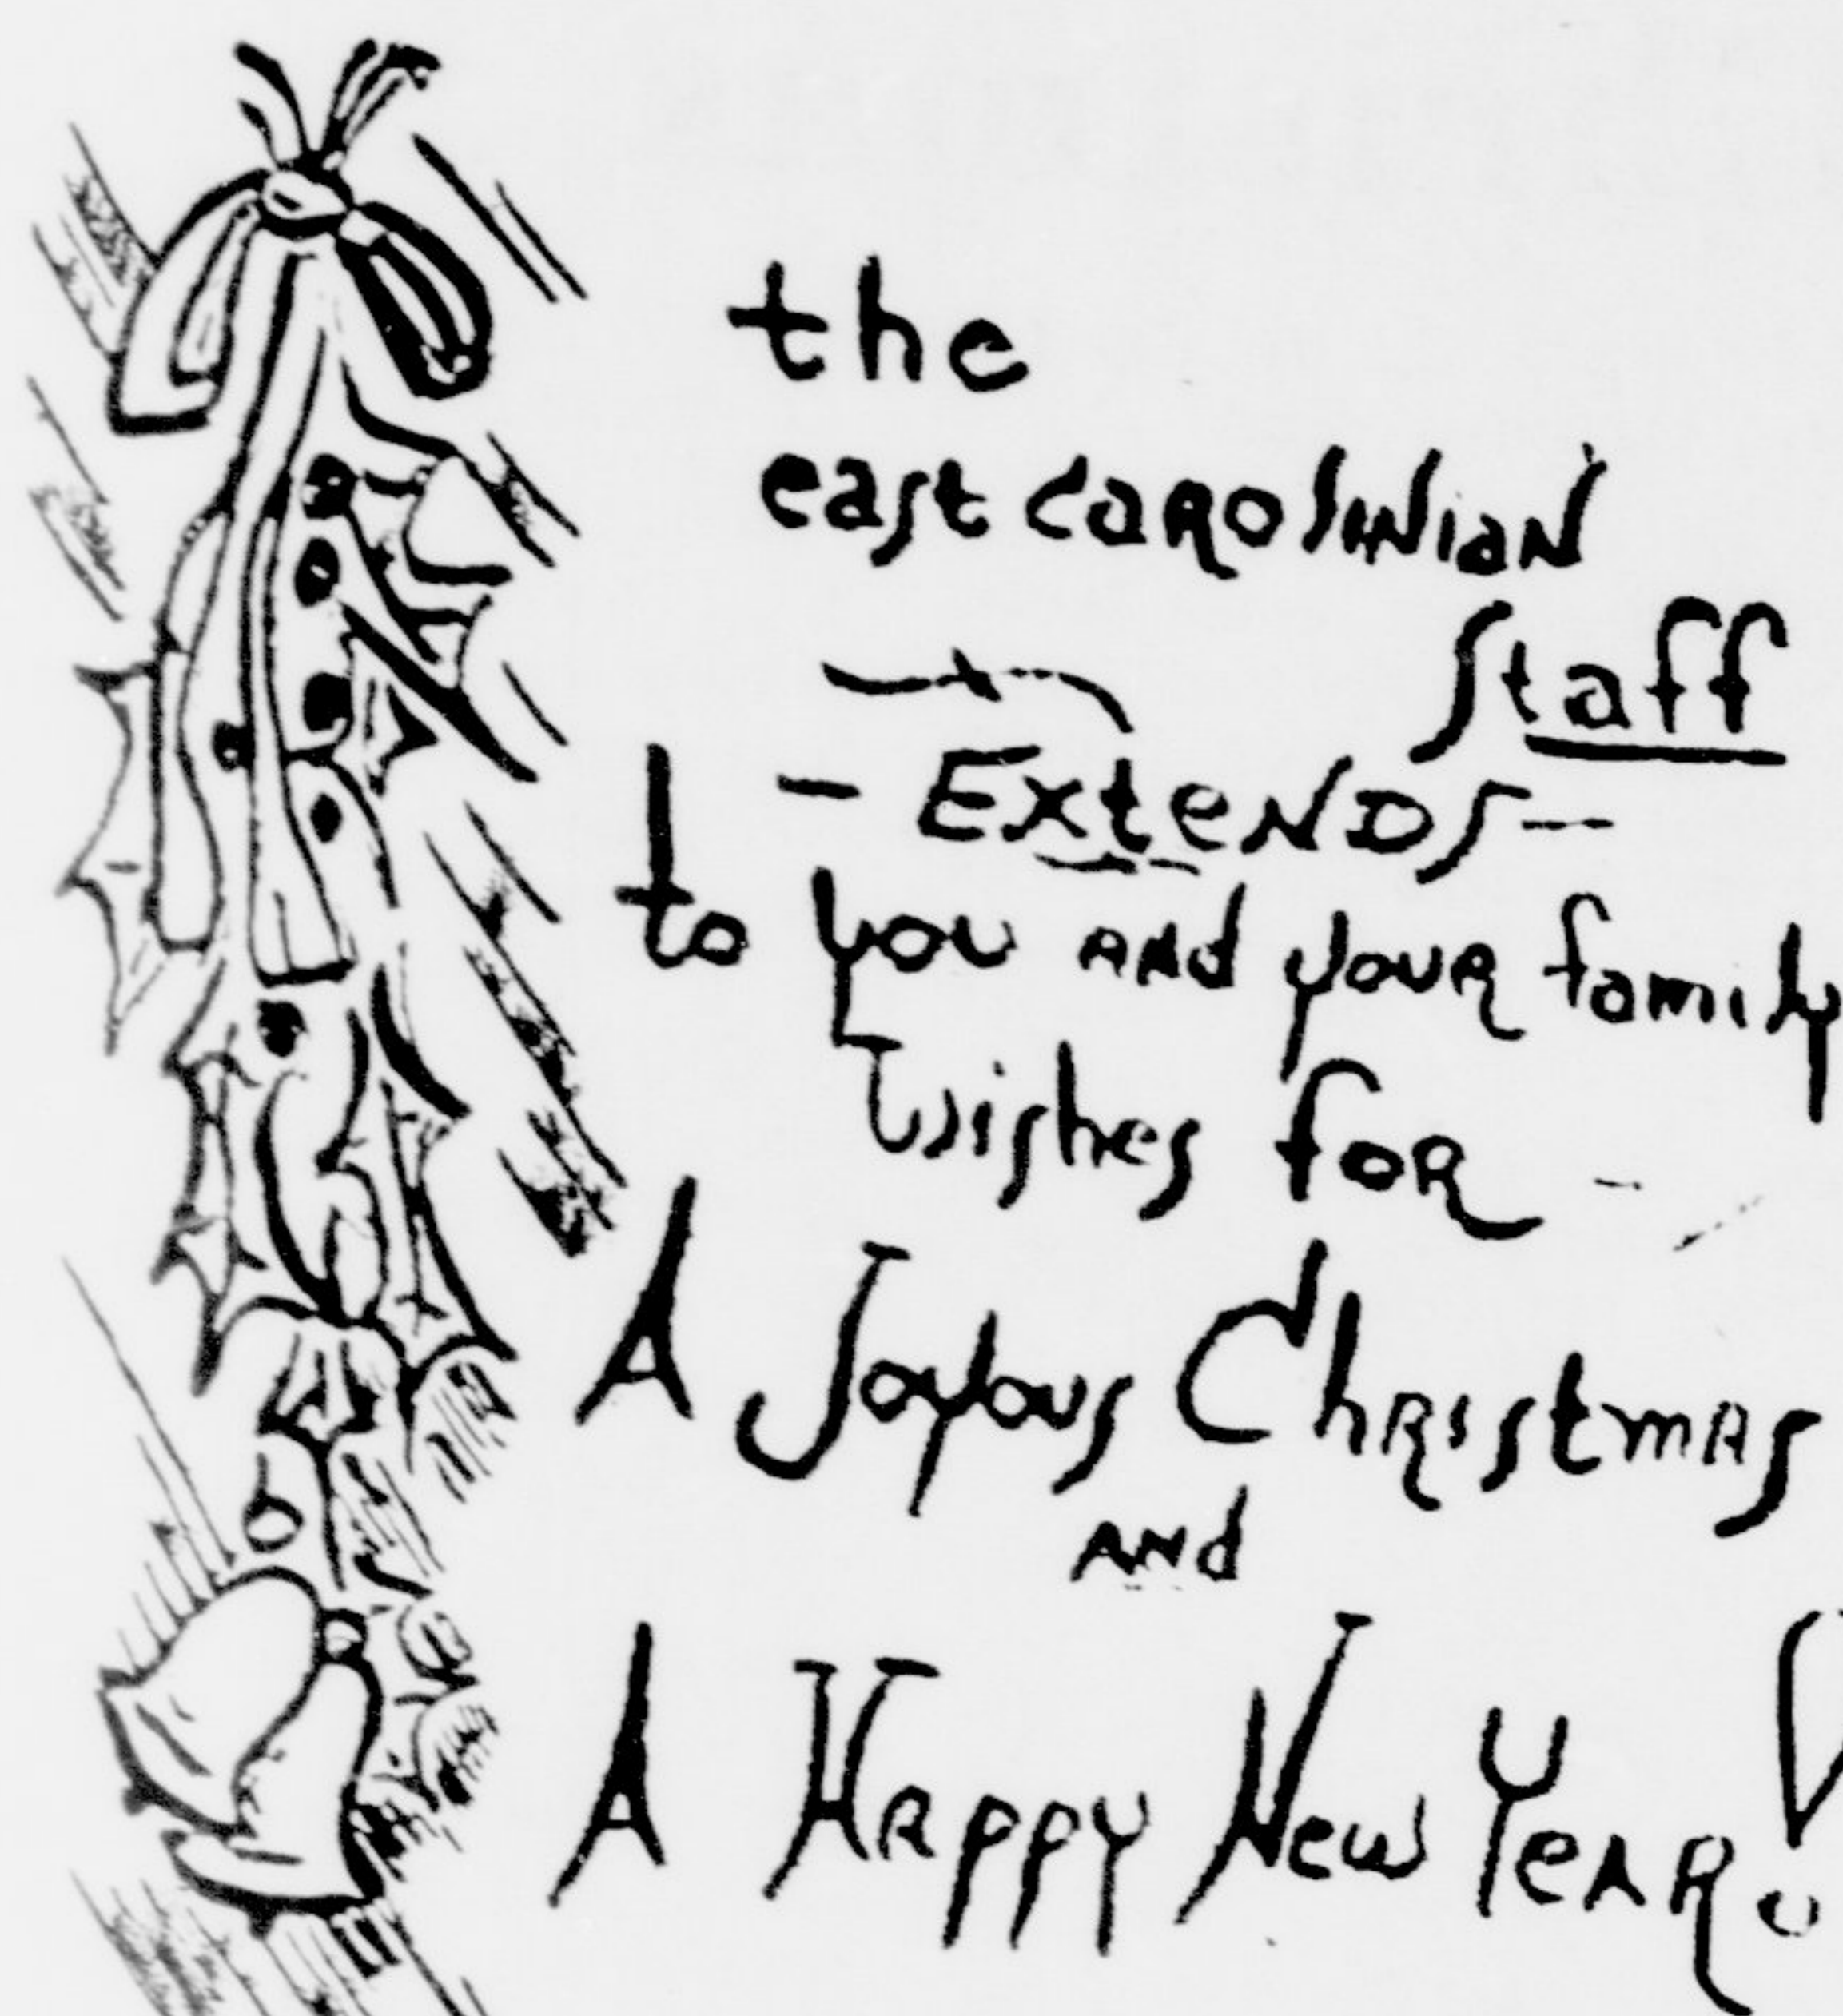 the
east carolinian
Staff
- Extends -
to you and your family
wishes for -
A Joyous Christmas
and
A Happy New Year!